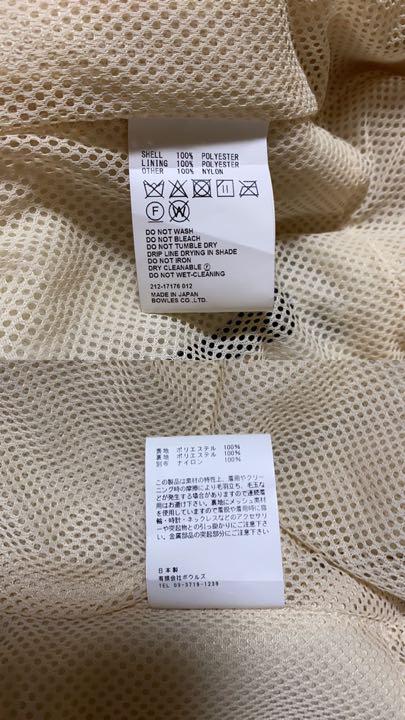 SHELL 100% POLYESTER
LINING 100% POLYESTER
OTHER 100% NYLON
F W
DO NOT WASH
DO NOT BLEACH
DO NOT TUMBLE DRY
DRIP LINE DRYING IN SHADE
DO NOT IRON
DRY CLEANABLE Ⓕ
DO NOT WET-CLEANING
212-17176 012
MADE IN JAPAN
BOWLES CO.,LTD.
表地 ポリエステル 100%
裏地 ポリエステル 100%
別布 ナイロン 100%
この製品は素材の特性上、着用やクリー
ニング時の摩擦により毛羽立ち、毛玉な
どが発生する場合がありますので連続着
用はお避け下さい。裏地にメッシュ素材
を使用していますので着脱や着用時に指
輪・時計・ネックレスなどのアクセサリ
ーや突起物との引っ掛かりにご注意下さ
い。金属部品の突起部分にご注意下さい
日本製
有限会社ボウルズ
TEL 03-3719-1239